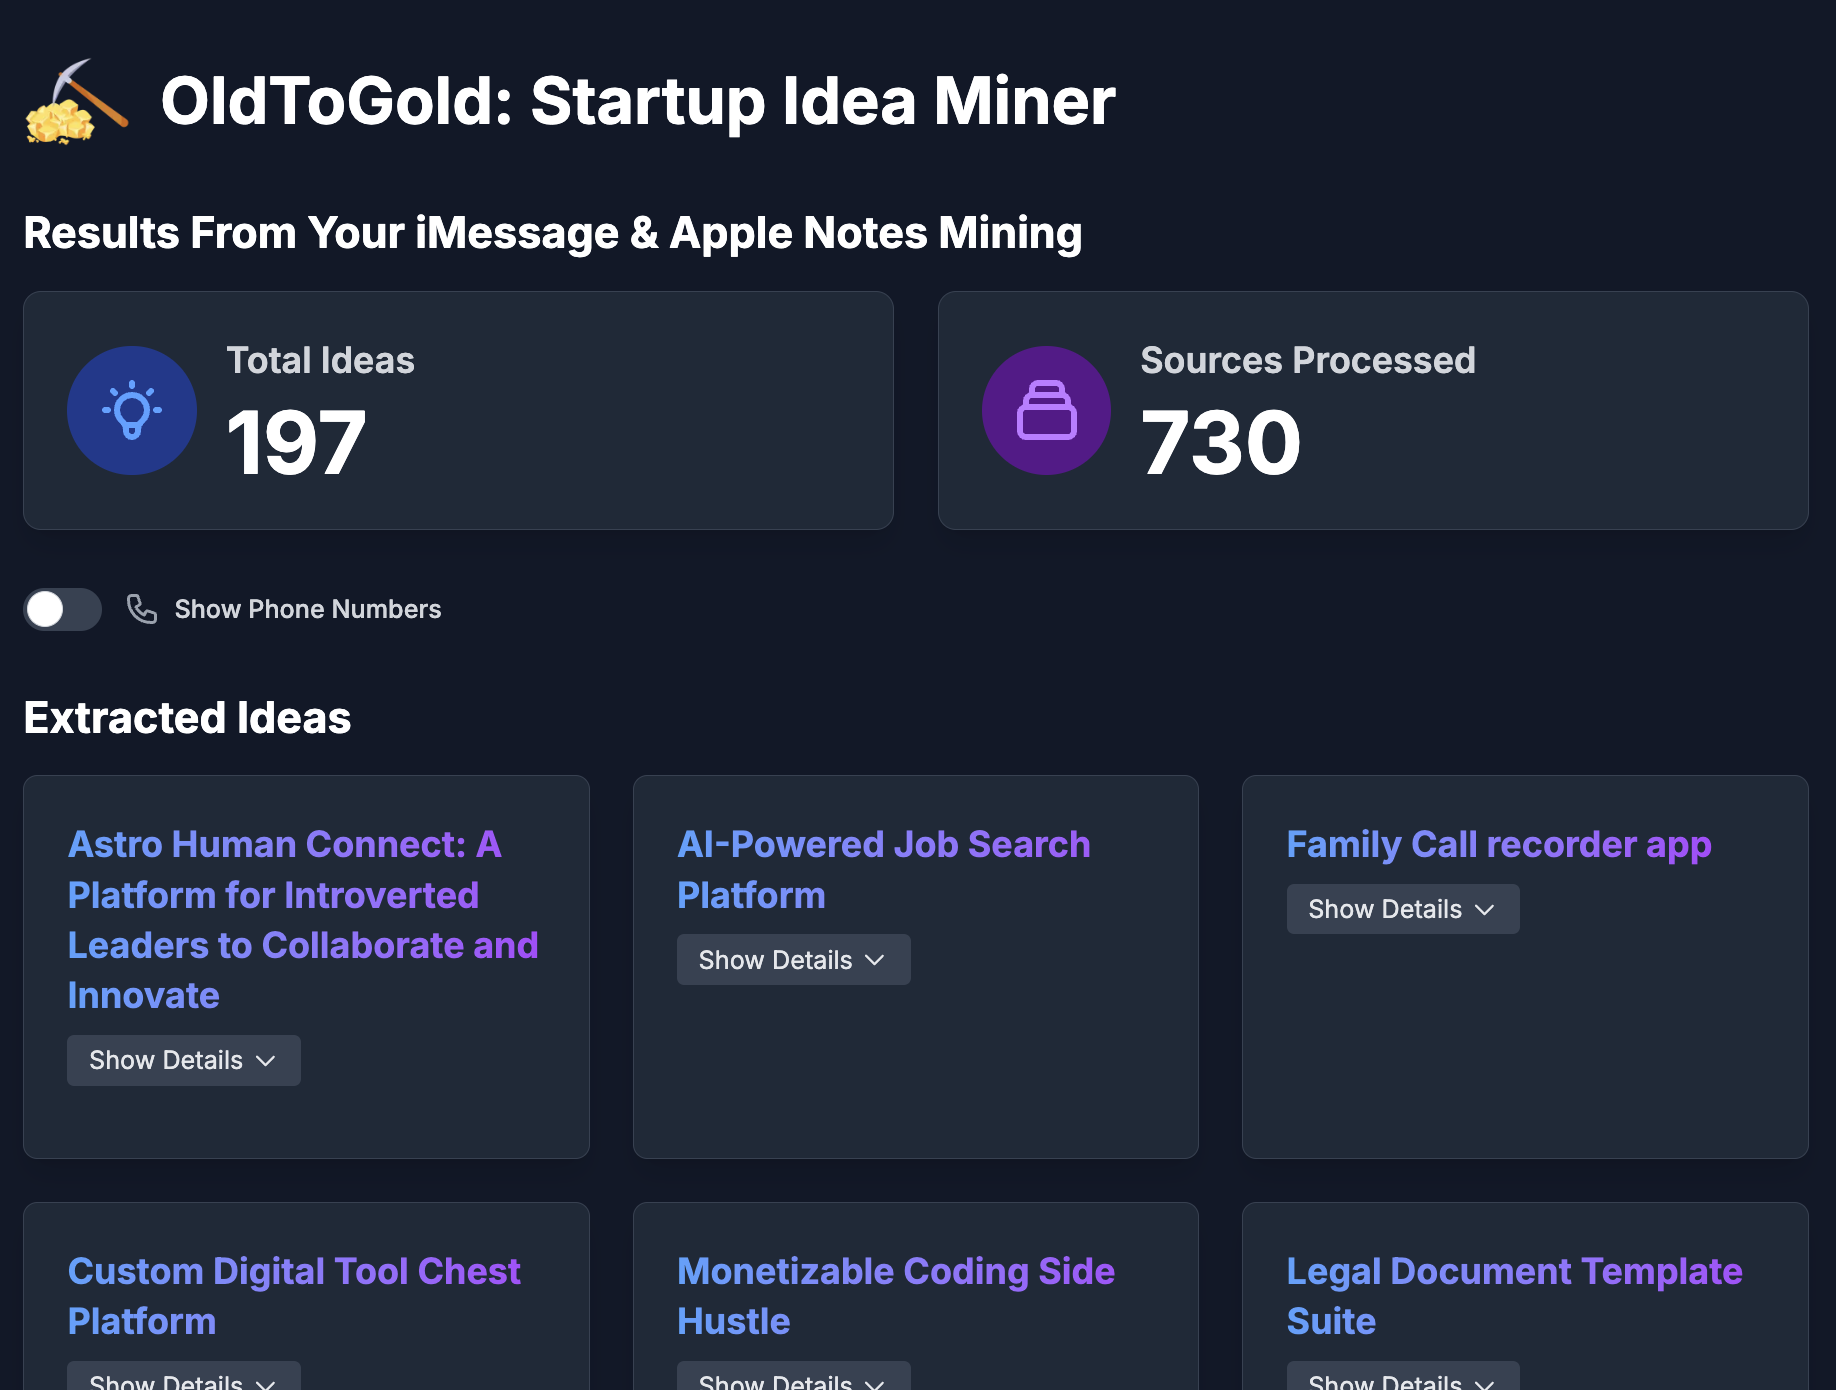 OldToGold: Startup Idea Miner
Results From Your iMessage & Apple Notes Mining
Total Ideas
197
Sources Processed
730
Show Phone Numbers
Extracted Ideas
Astro Human Connect: A
Platform for Introverted
Leaders to Collaborate and
Innovate
Show Details
AI-Powered Job Search
Platform
Show Details
Family Call recorder app
Show Details
Custom Digital Tool Chest
Platform
Show Details
Monetizable Coding Side
Hustle
Show Details
Legal Document Template
Suite
Show Details